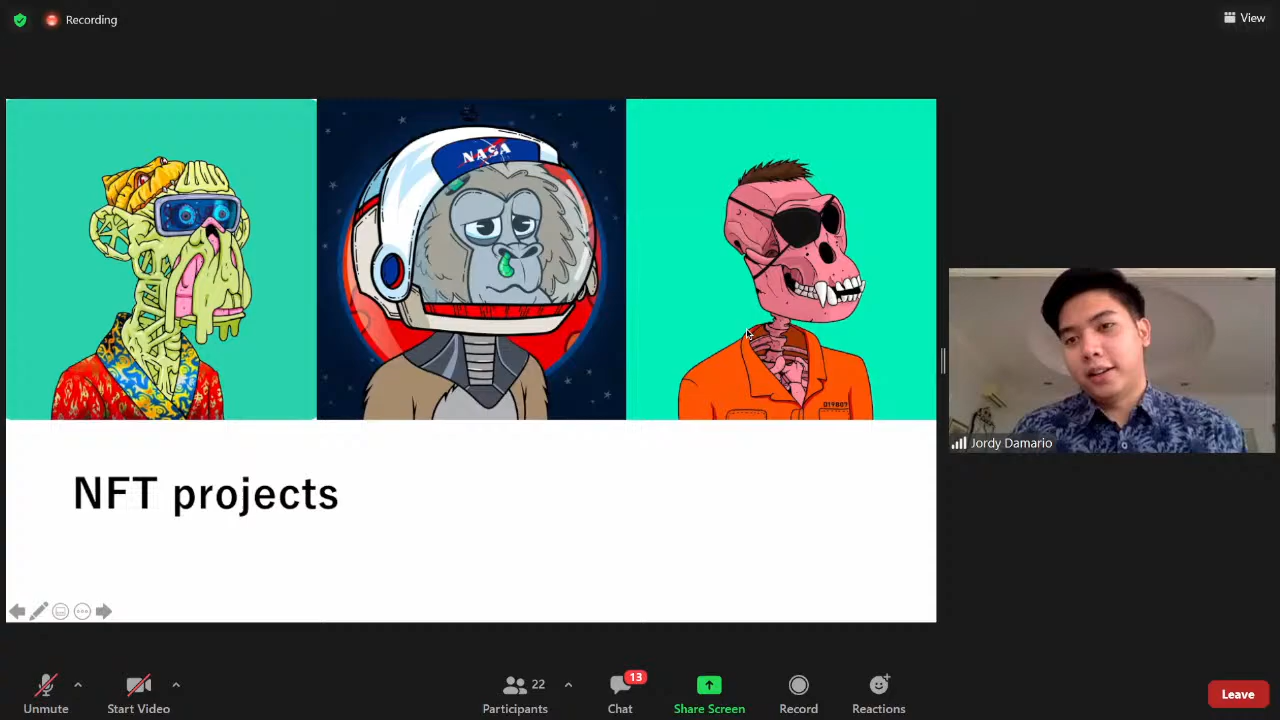 Recording
View
NASA
019807
Jordy Damario
NFT projects
22
13
Unmute
Start Video
Participants
Chat
Share Screen
Record
Reactions
Leave